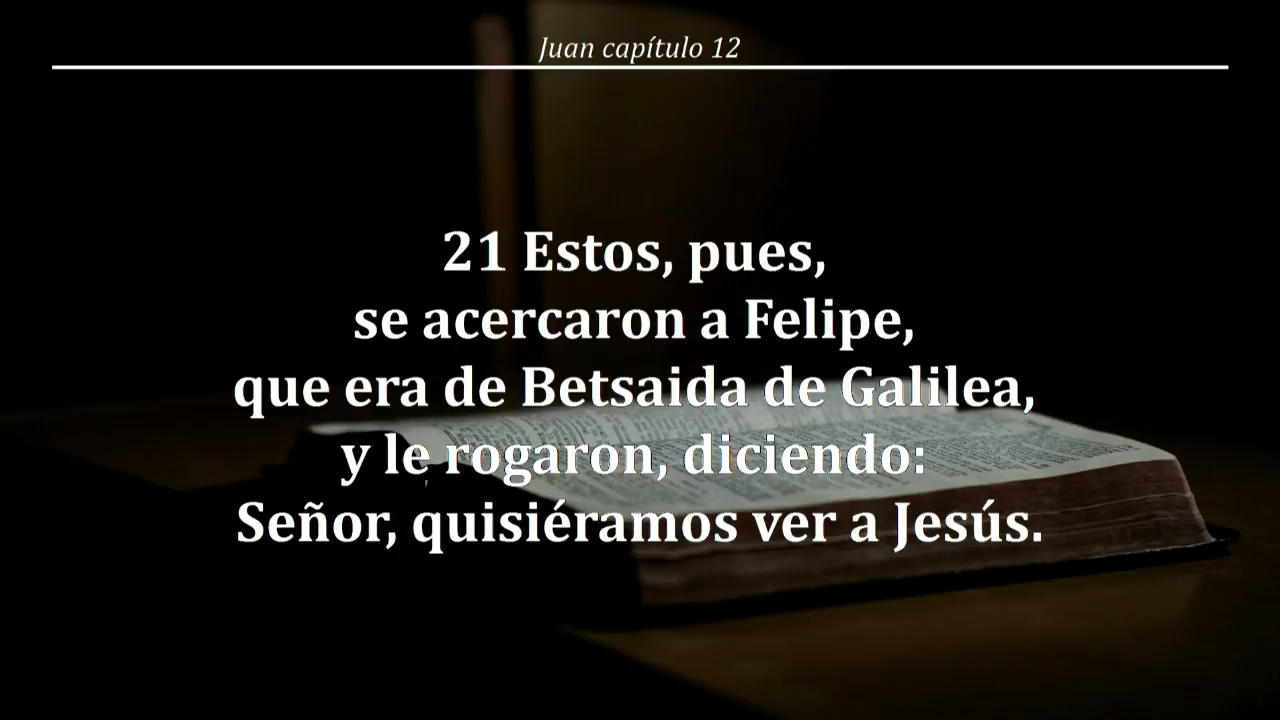 Juan capítulo 12
21 Estos, pues,
se acercaron a Felipe,
que era de Betsaida de Galilea,
y le rogaron, diciendo:
Señor, quisiéramos ver a Jesús.